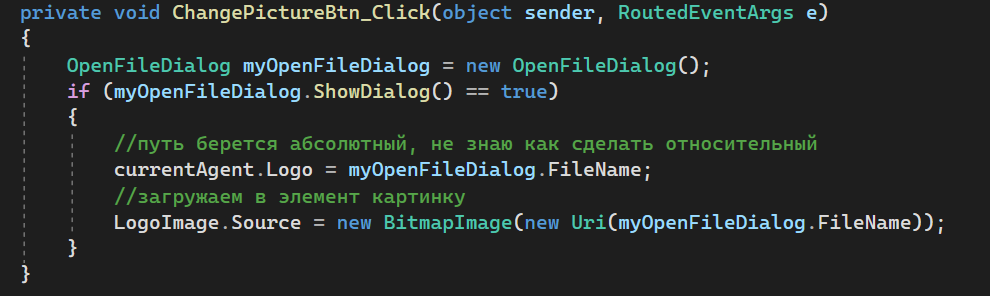 private void ChangePictureBtn_Click(object sender, RoutedEventArgs e)
{
OpenFileDialog myOpenFileDialog = new OpenFileDialog();
if (myOpenFileDialog.ShowDialog() == true)
{
//путь берется абсолютный, не знаю как сделать относительный
currentAgent.Logo = myOpenFileDialog.FileName;
//загружаем в элемент картинку
LogoImage.Source = new BitmapImage(new Uri(myOpenFileDialog.FileName));
}
}